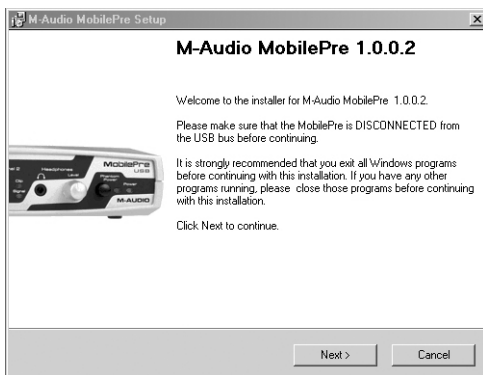 M-Audio MobilePre Setup
M-Audio MobilePre 1.0.0.2
Welcome to the installer for M-Audio MobilePre 1.0.0.2.
Please make sure that the MobilePre is DISCONNECTED from
the USB bus before continuing.
It is strongly recommended that you exit all Windows programs
before continuing with this installation. If you have any other
programs running, please close those programs before continuing
with this installation.
Click Next to continue.
Headphones
Level
Clip
Signal
Phantom
Power
Power
MobilePre
USB
M-AUDIO
Next >
Cancel